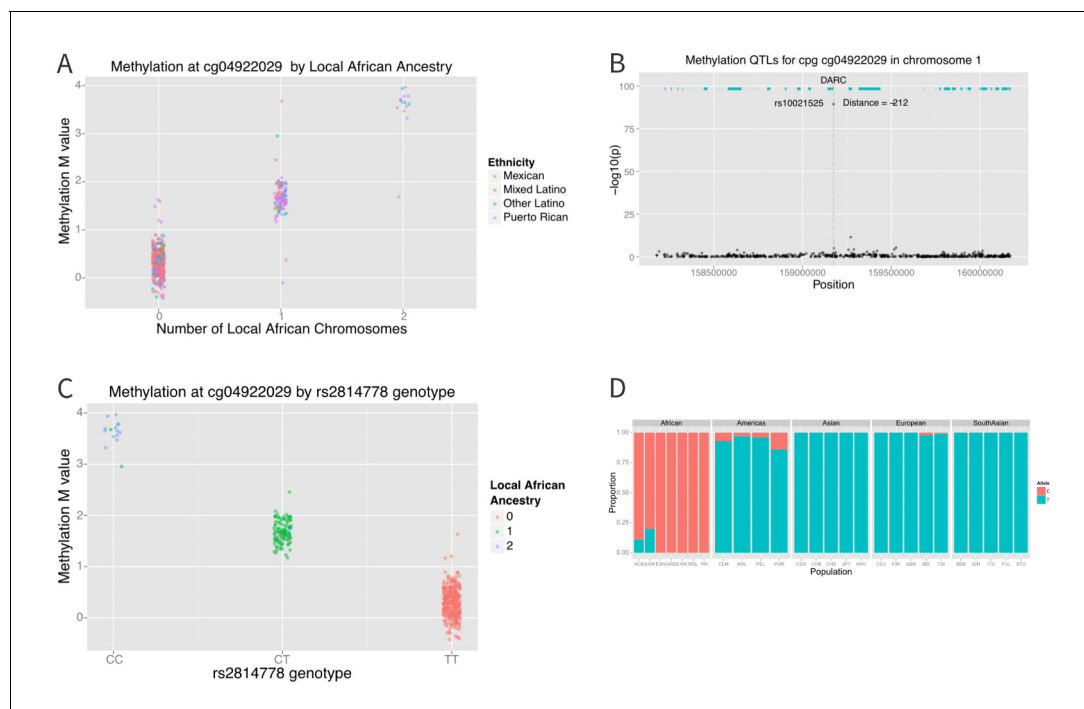 A
Methylation at cg04922029 by Local African Ancestry
Methylation M value
4
3
2
1
0
0
1
2
Number of Local African Chromosomes
Ethnicity
Mexican
Mixed Latino
Other Latino
Puerto Rican
B
Methylation QTLs for cpg cg04922029 in chromosome 1
DARC
rs10021525 Distance = -212
−log10(p)
100
75
50
25
0
158500000
159000000
159500000
160000000
Position
C
Methylation at cg04922029 by rs2814778 genotype
Methylation M value
4
3
2
1
0
CC
CT
TT
rs2814778 genotype
Local African
Ancestry
0
1
2
D
African
Americas
Asian
European
SouthAsian
Proportion
1.00
0.75
0.50
0.25
0.00
CLM MXL PEL PUR
CDX CHB CHS JPT KHV
CEU FIN GBR IBS TSI
BEB GIH ITU PJL STU
Population
Allele
C
T